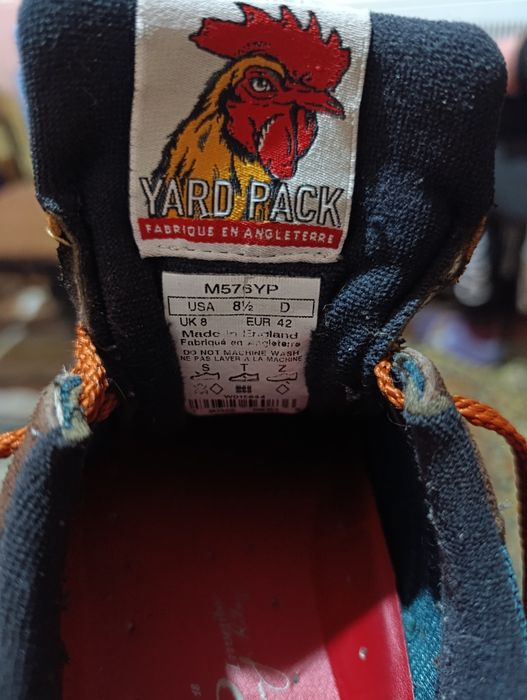 YARD PACK
FABRIQUE EN ANGLETERRE
M576YP
USA 8½ D
UK 8 EUR 42
Made in England
Fabriqué en Angleterre
DO NOT MACHINE WASH
NE PAS LAVER A LA MACHINE
S T Z